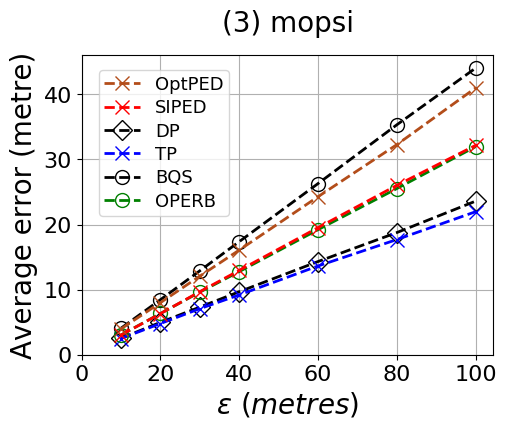 (3) mopsi
Average error (metre)
40
30
20
10
0
OptPED
SIPED
DP
TP
BQS
OPERB
0 20 40 60 80 100
ε (metres)